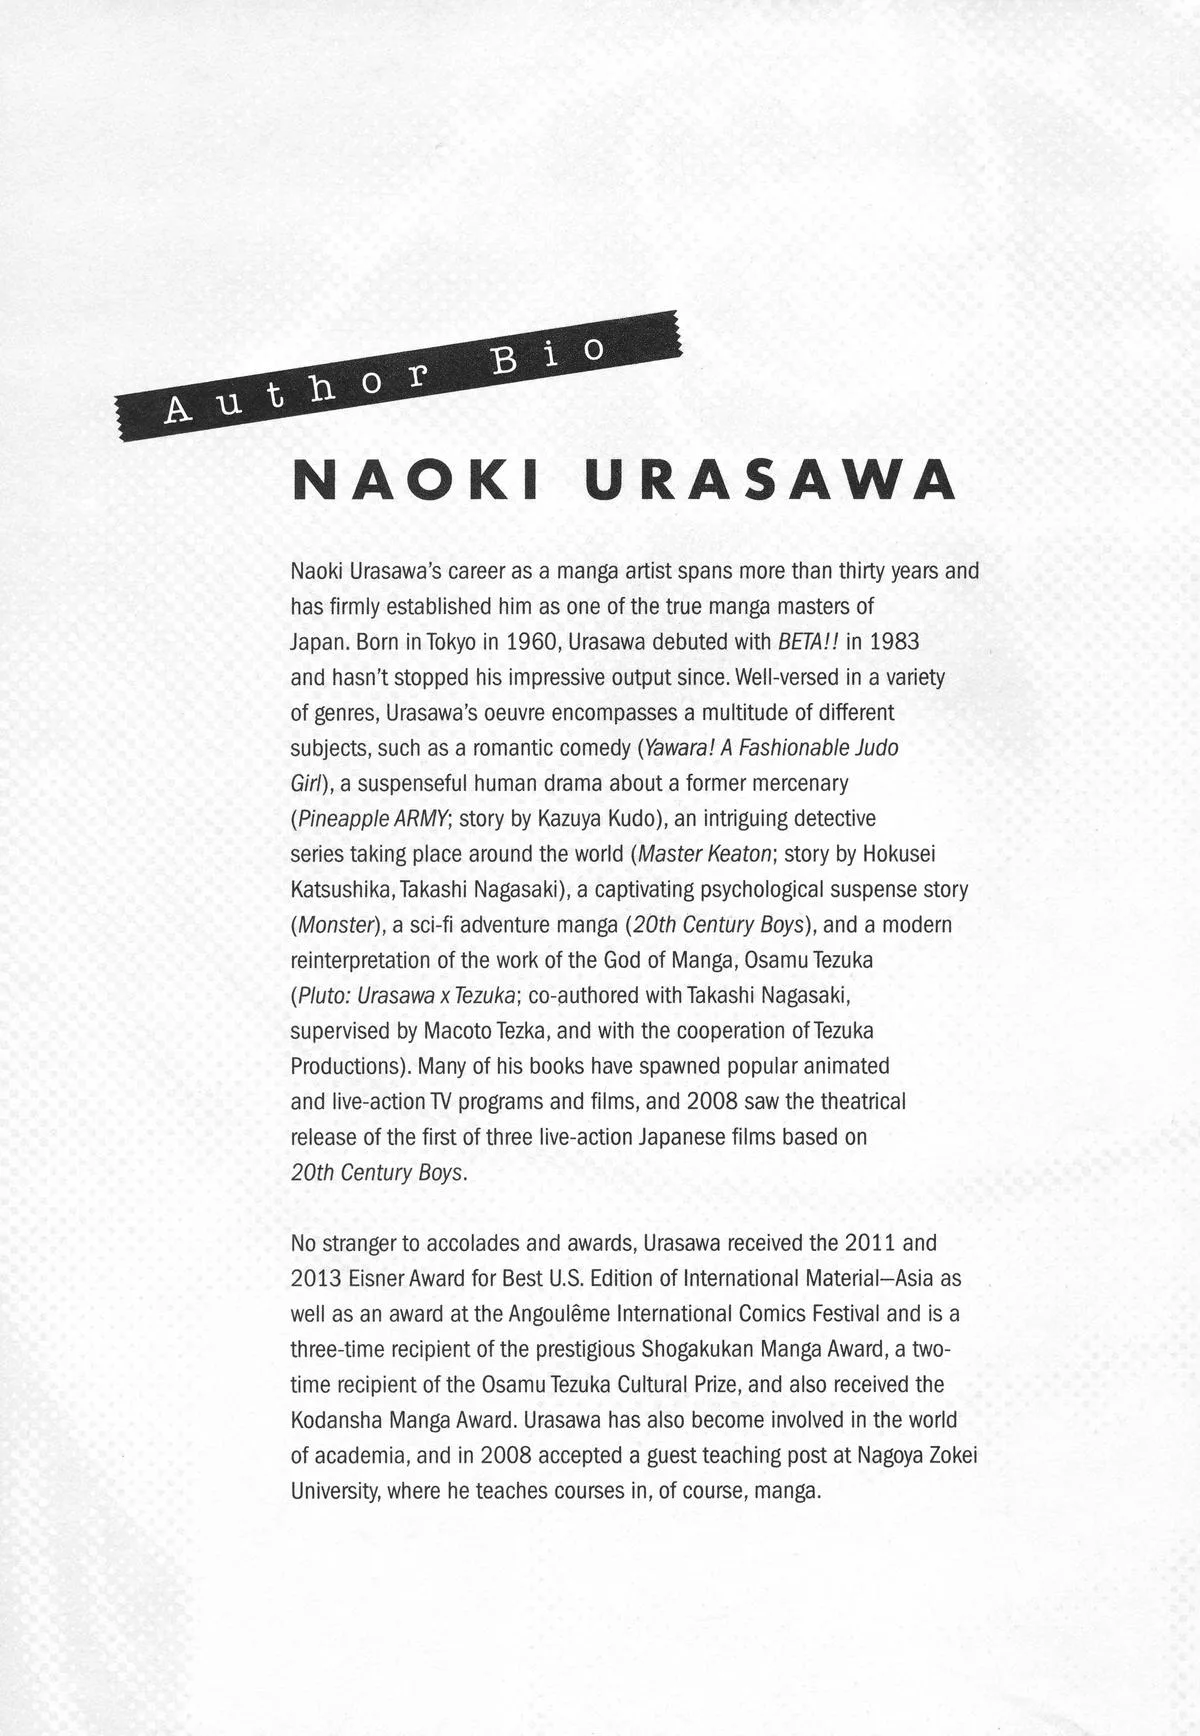 Author Bio
NAOKI URASAWA
Naoki Urasawa's career as a manga artist spans more than thirty years and
has firmly established him as one of the true manga masters of
Japan. Born in Tokyo in 1960, Urasawa debuted with BETA!! in 1983
and hasn't stopped his impressive output since. Well-versed in a variety
of genres, Urasawa's oeuvre encompasses a multitude of different
subjects, such as a romantic comedy (Yawara! A Fashionable Judo
Girl), a suspenseful human drama about a former mercenary
(Pineapple ARMY; story by Kazuya Kudo), an intriguing detective
series taking place around the world (Master Keaton; story by Hokusei
Katsushika, Takashi Nagasaki), a captivating psychological suspense story
(Monster), a sci-fi adventure manga (20th Century Boys), and a modern
reinterpretation of the work of the God of Manga, Osamu Tezuka
(Pluto: Urasawa x Tezuka; co-authored with Takashi Nagasaki,
supervised by Macoto Tezka, and with the cooperation of Tezuka
Productions). Many of his books have spawned popular animated
and live-action TV programs and films, and 2008 saw the theatrical
release of the first of three live-action Japanese films based on
20th Century Boys.
No stranger to accolades and awards, Urasawa received the 2011 and
2013 Eisner Award for Best U.S. Edition of International Material—Asia as
well as an award at the Angoulême International Comics Festival and is a
three-time recipient of the prestigious Shogakukan Manga Award, a two-
time recipient of the Osamu Tezuka Cultural Prize, and also received the
Kodansha Manga Award. Urasawa has also become involved in the world
of academia, and in 2008 accepted a guest teaching post at Nagoya Zokei
University, where he teaches courses in, of course, manga.